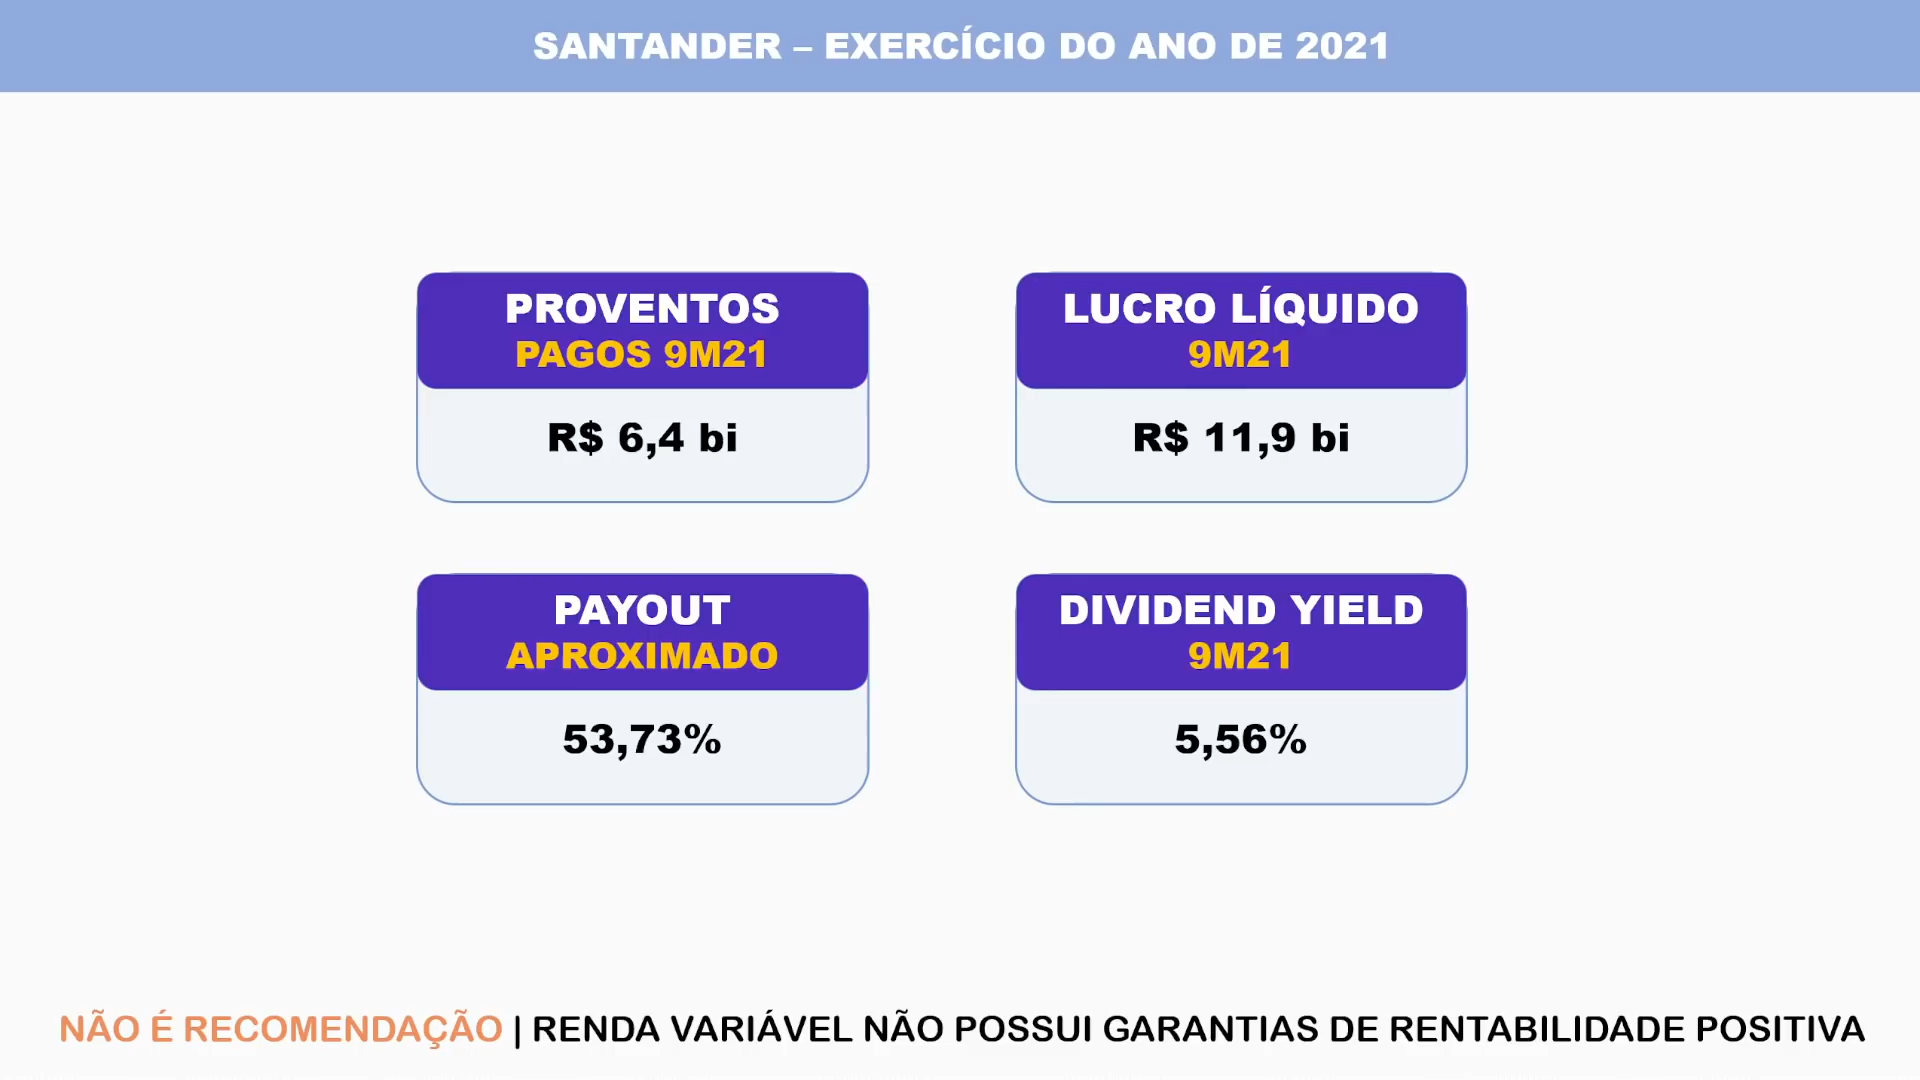 SANTANDER – EXERCÍCIO DO ANO DE 2021
PROVENTOS
PAGOS 9M21
R$ 6,4 bi
LUCRO LÍQUIDO
9M21
R$ 11,9 bi
PAYOUT
APROXIMADO
53,73%
DIVIDEND YIELD
9M21
5,56%
NÃO É RECOMENDAÇÃO | RENDA VARIÁVEL NÃO POSSUI GARANTIAS DE RENTABILIDADE POSITIVA